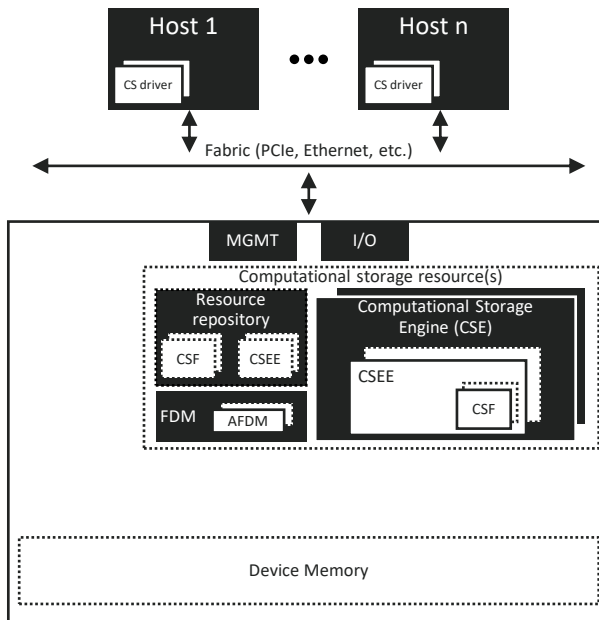 Host 1
Host n
CS driver
CS driver
Fabric (PCIe, Ethernet, etc.)
MGMT
I/O
Computational storage resource(s)
Resource
repository
CSF
CSEE
FDM
AFDM
Computational Storage
Engine (CSE)
CSEE
CSF
Device Memory